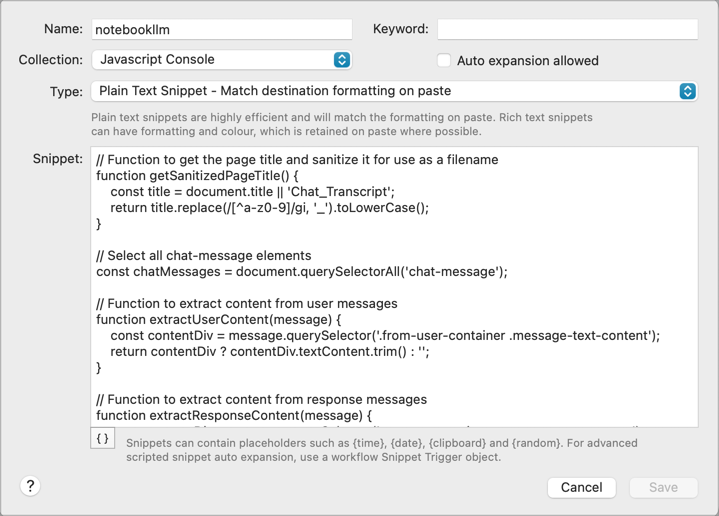 Name: notebookllm Keyword:
Collection: Javascript Console Auto expansion allowed
Type: Plain Text Snippet - Match destination formatting on paste
Plain text snippets are highly efficient and will match the formatting on paste. Rich text snippets
can have formatting and colour, which is retained on paste where possible.
Snippet: // Function to get the page title and sanitize it for use as a filename
function getSanitizedPageTitle() {
    const title = document.title || 'Chat_Transcript';
    return title.replace(/[^a-z0-9]/gi, '_').toLowerCase();
}

// Select all chat-message elements
const chatMessages = document.querySelectorAll('chat-message');

// Function to extract content from user messages
function extractUserContent(message) {
    const contentDiv = message.querySelector('.from-user-container .message-text-content');
    return contentDiv ? contentDiv.textContent.trim() : '';
}

// Function to extract content from response messages
function extractResponseContent(message) {
{ } Snippets can contain placeholders such as {time}, {date}, {clipboard} and {random}. For advanced
scripted snippet auto expansion, use a workflow Snippet Trigger object.
? Cancel Save